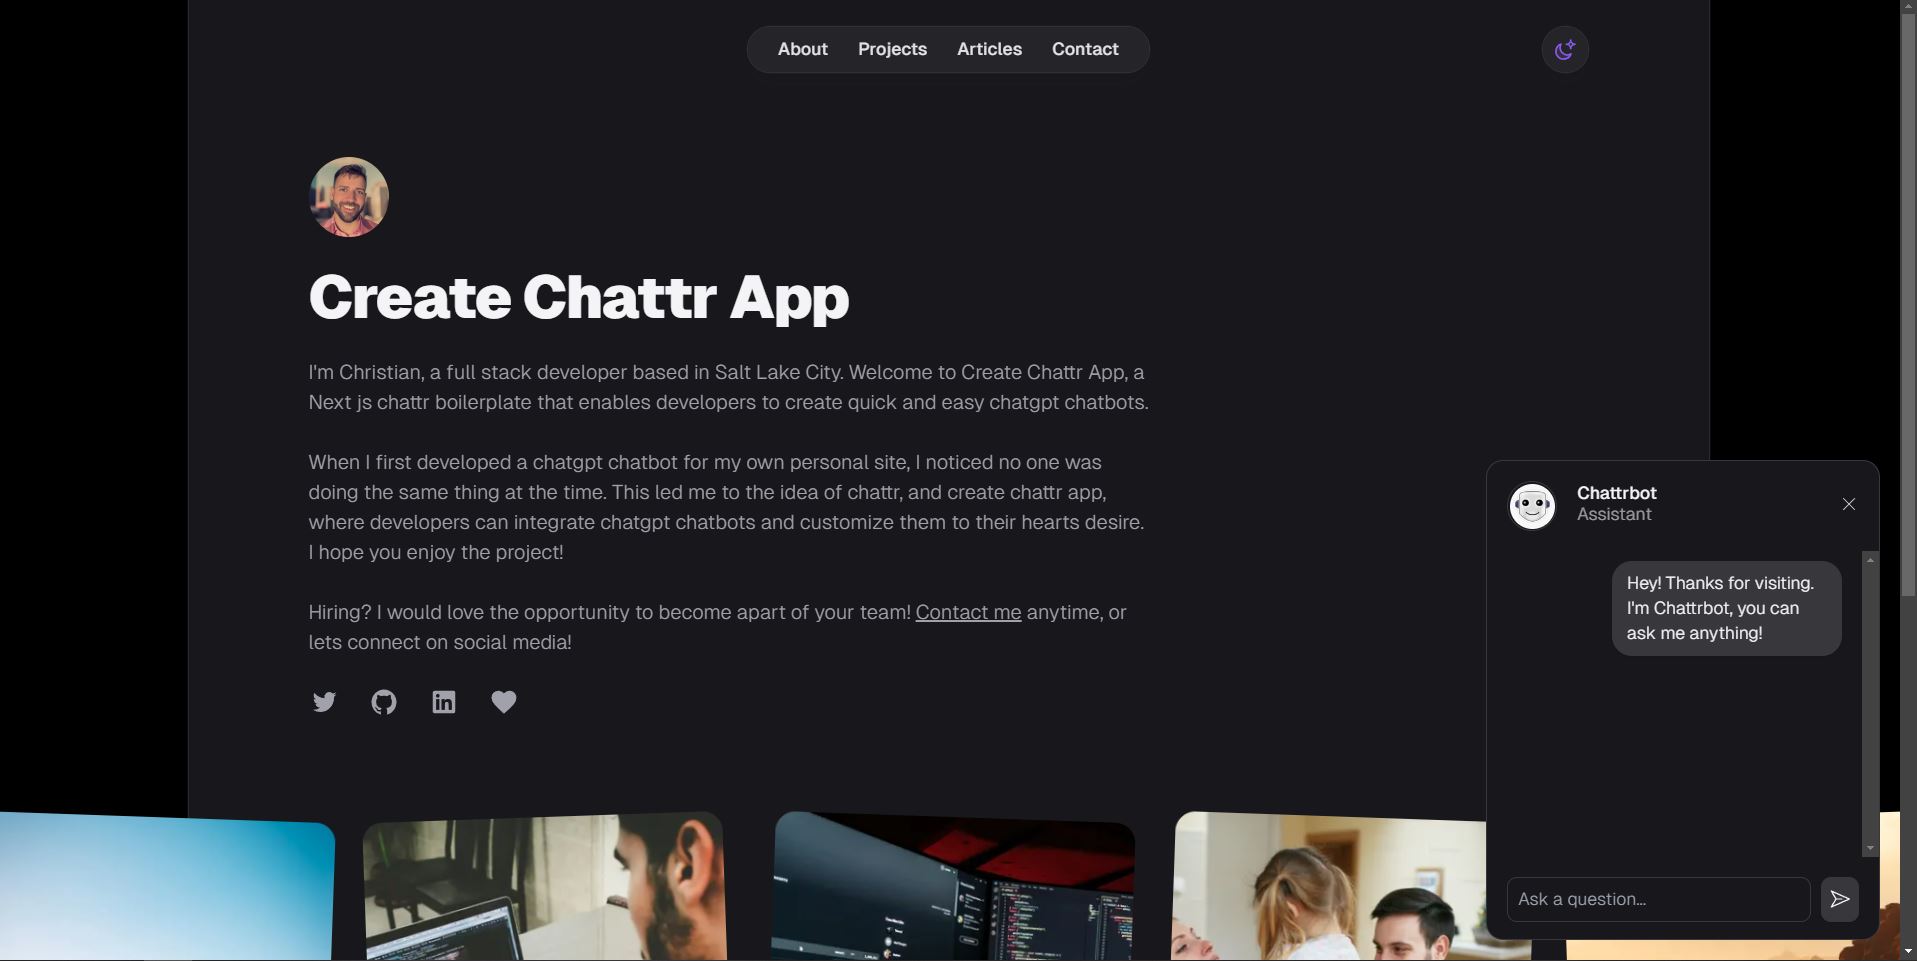 About
Projects
Articles
Contact
Create Chattr App
I'm Christian, a full stack developer based in Salt Lake City. Welcome to Create Chattr App, a
Next js chattr boilerplate that enables developers to create quick and easy chatgpt chatbots.
When I first developed a chatgpt chatbot for my own personal site, I noticed no one was
doing the same thing at the time. This led me to the idea of chattr, and create chattr app,
where developers can integrate chatgpt chatbots and customize them to their hearts desire.
I hope you enjoy the project!
Hiring? I would love the opportunity to become apart of your team! Contact me anytime, or
lets connect on social media!
in
Chattrbot
Assistant
Hey! Thanks for visiting.
I'm Chattrbot, you can
ask me anything!
Ask a question...